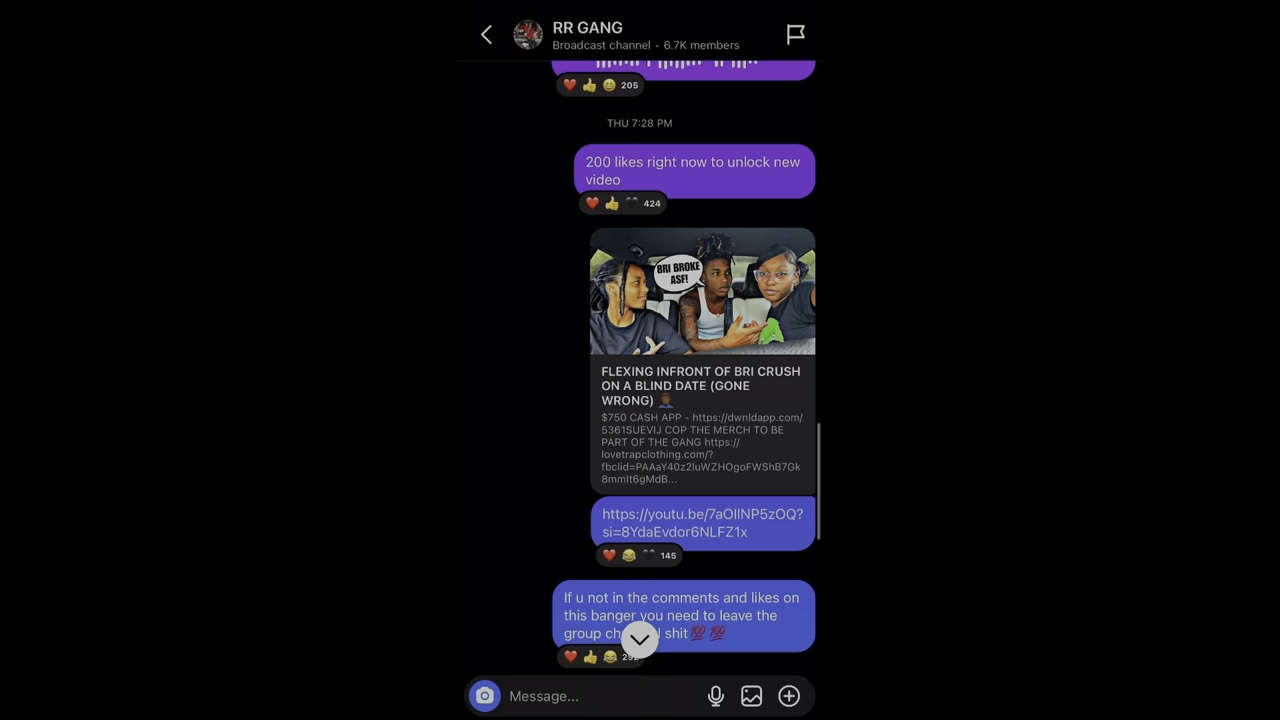 RR GANG
Broadcast channel · 6.7K members
205
THU 7:28 PM
200 likes right now to unlock new
video
424
BRI BROKE
ASF!
FLEXING INFRONT OF BRI CRUSH
ON A BLIND DATE (GONE
WRONG)
$750 CASH APP - https://dwnldapp.com/
5361SUEVIJ COP THE MERCH TO BE
PART OF THE GANG https://
lovetrapclothing.com/?
fbclid=PAAaY40z2IuWZHOgoFWShB7Gk
8mmIt6gMdB...
https://youtu.be/7aOlINP5zOQ?
si=8YdaEvdor6NLFZ1x
145
If u not in the comments and likes on
this banger you need to leave the
group shit💯 💯
Message...